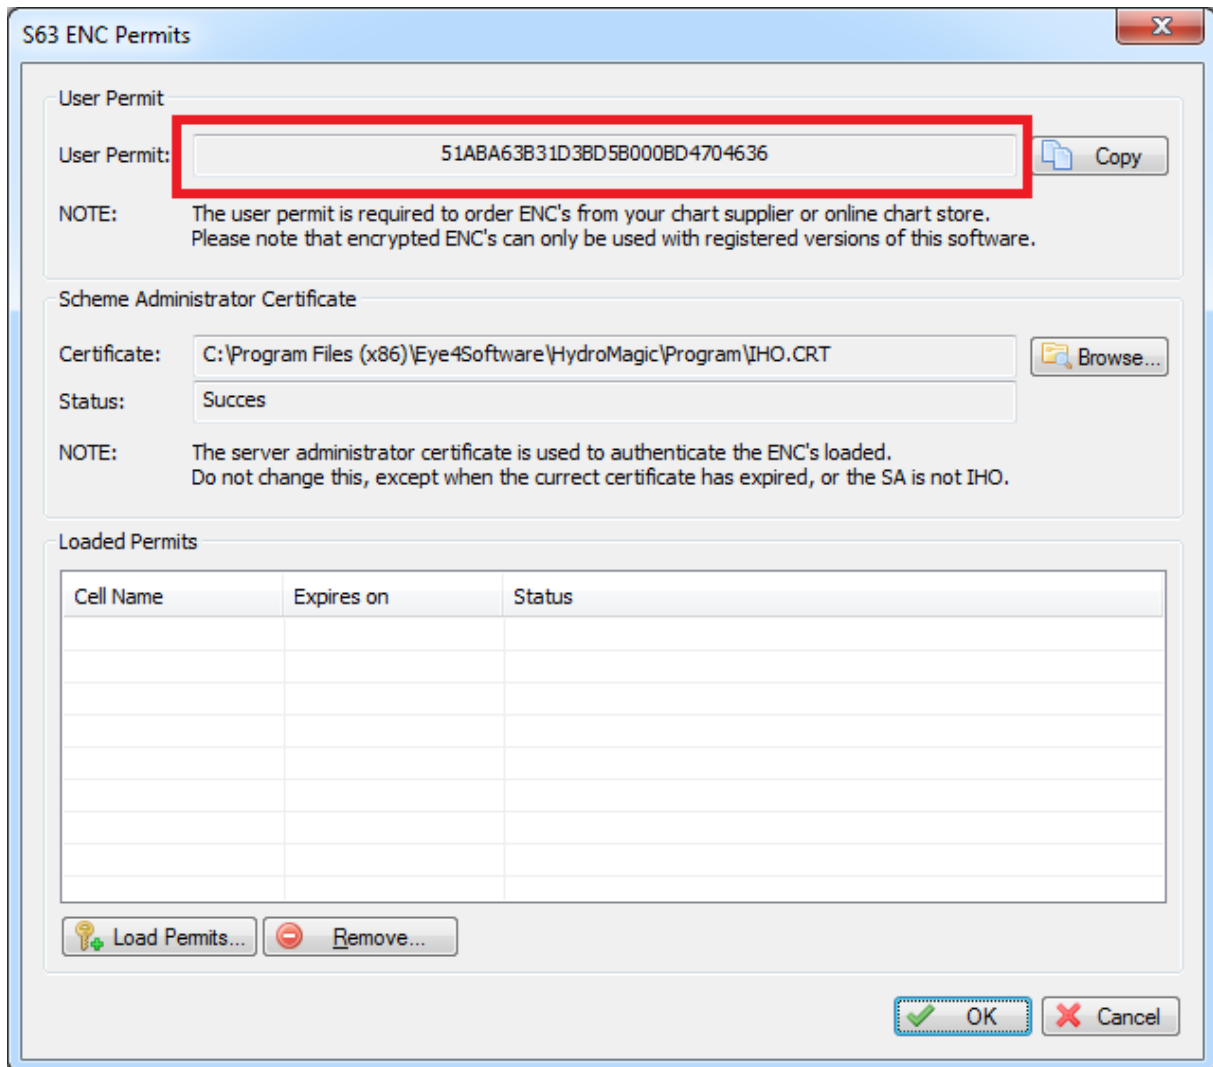 S63 ENC Permits
User Permit
User Permit: 51ABA63B31D3BD5B000BD4704636 Copy
NOTE: The user permit is required to order ENC's from your chart supplier or online chart store.
Please note that encrypted ENC's can only be used with registered versions of this software.
Scheme Administrator Certificate
Certificate: C:\Program Files (x86)\Eye4Software\HydroMagic\Program\IHO.CRT Browse...
Status: Succes
NOTE: The server administrator certificate is used to authenticate the ENC's loaded.
Do not change this, except when the currect certificate has expired, or the SA is not IHO.
Loaded Permits
Cell Name Expires on Status
Load Permits... Remove...
OK Cancel